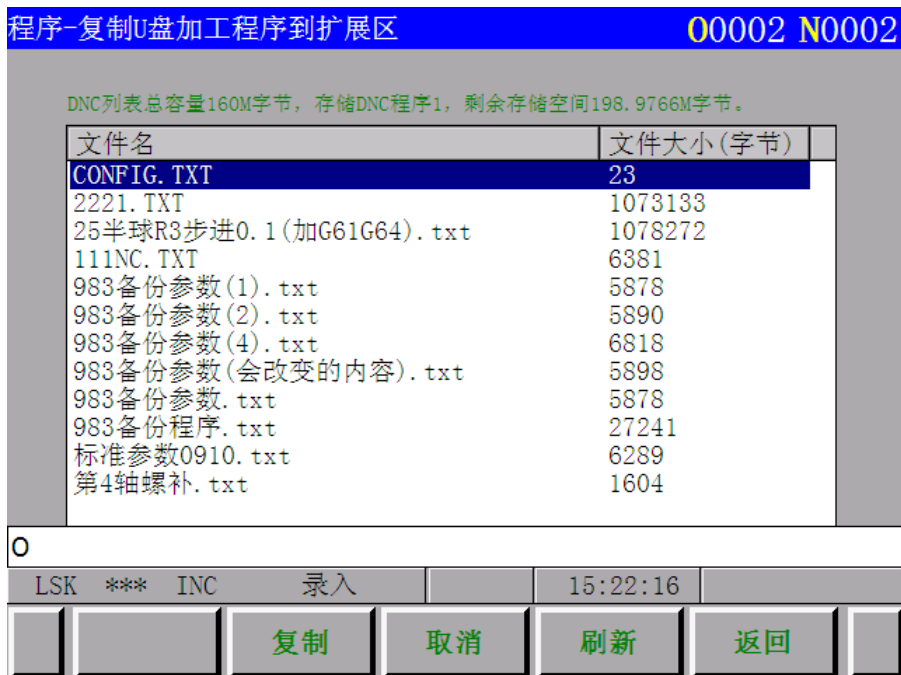 程序-复制U盘加工程序到扩展区 O0002 N0002
DNC列表总容量160M字节，存储DNC程序1，剩余存储空间198.9766M字节。
文件名 文件大小(字节)
CONFIG.TXT 23
2221.TXT 1073133
25半球R3步进0.1(加G61G64).txt 1078272
111NC.TXT 6381
983备份参数(1).txt 5878
983备份参数(2).txt 5890
983备份参数(4).txt 6818
983备份参数(会改变的内容).txt 5898
983备份参数.txt 5878
983备份程序.txt 27241
标准参数0910.txt 6289
第4轴螺补.txt 1604
O
LSK *** INC 录入 15:22:16
复制 取消 刷新 返回